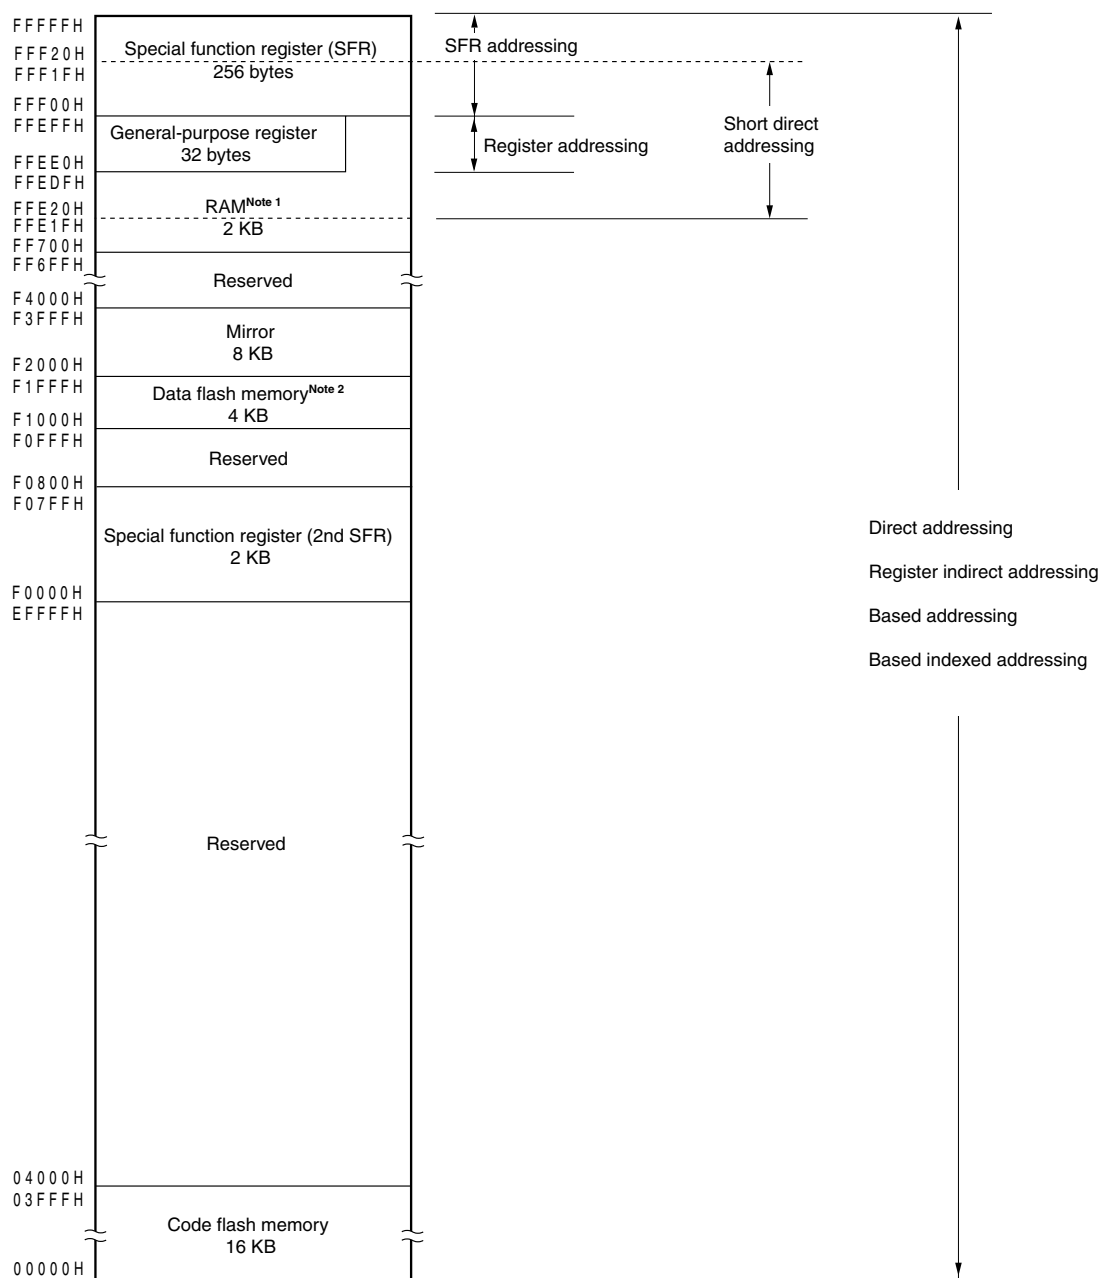 FFFFFH
Special function register (SFR)
256 bytes
SFR addressing
FFF20H
FFF1FH
FFF00H
FFEFFH
General-purpose register
32 bytes
Register addressing
Short direct
addressing
FFEE0H
FFEDFH
RAMNote 1
2 KB
FFE20H
FFE1FH
FF700H
FF6FFH
Reserved
F4000H
F3FFFH
Mirror
8 KB
F2000H
F1FFFH
Data flash memoryNote 2
4 KB
F1000H
F0FFFH
Reserved
F0800H
F07FFH
Special function register (2nd SFR)
2 KB
Direct addressing
Register indirect addressing
Based addressing
Based indexed addressing
F0000H
EFFFFH
Reserved
04000H
03FFFH
Code flash memory
16 KB
00000H